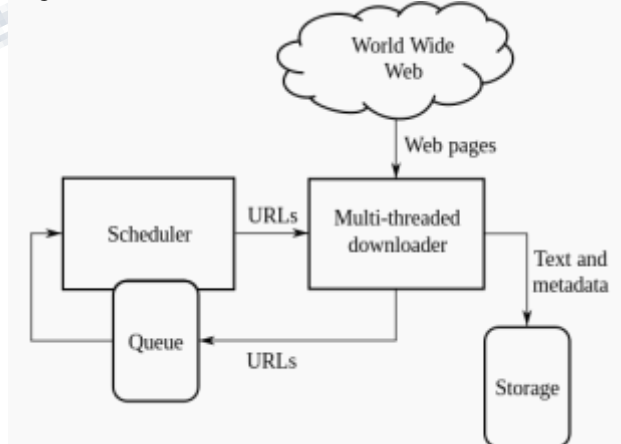 World Wide
Web
Web pages
Scheduler
URLs
Multi-threaded
downloader
Text and
metadata
Queue
URLs
Storage